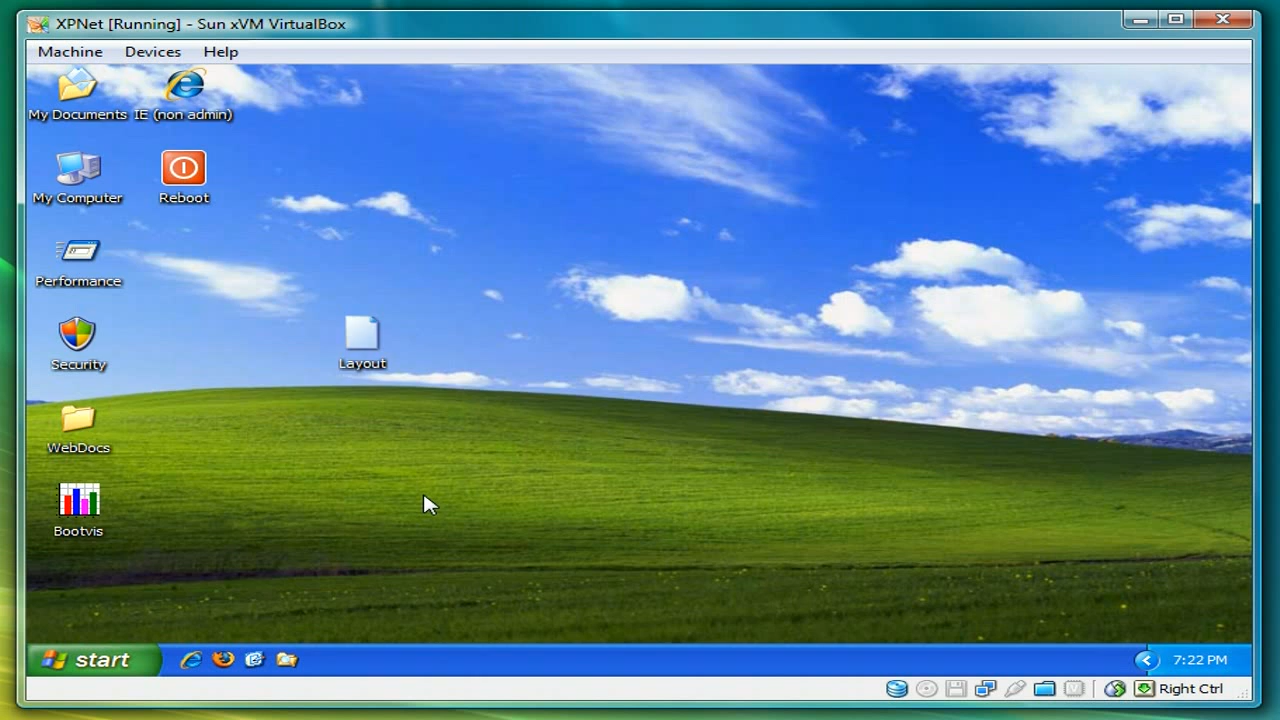 XPNet [Running] - Sun xVM VirtualBox
Machine Devices Help
My Documents IE (non admin)
My Computer Reboot
Performance
Security
Layout
WebDocs
Bootvis
start
7:22 PM
Right Ctrl